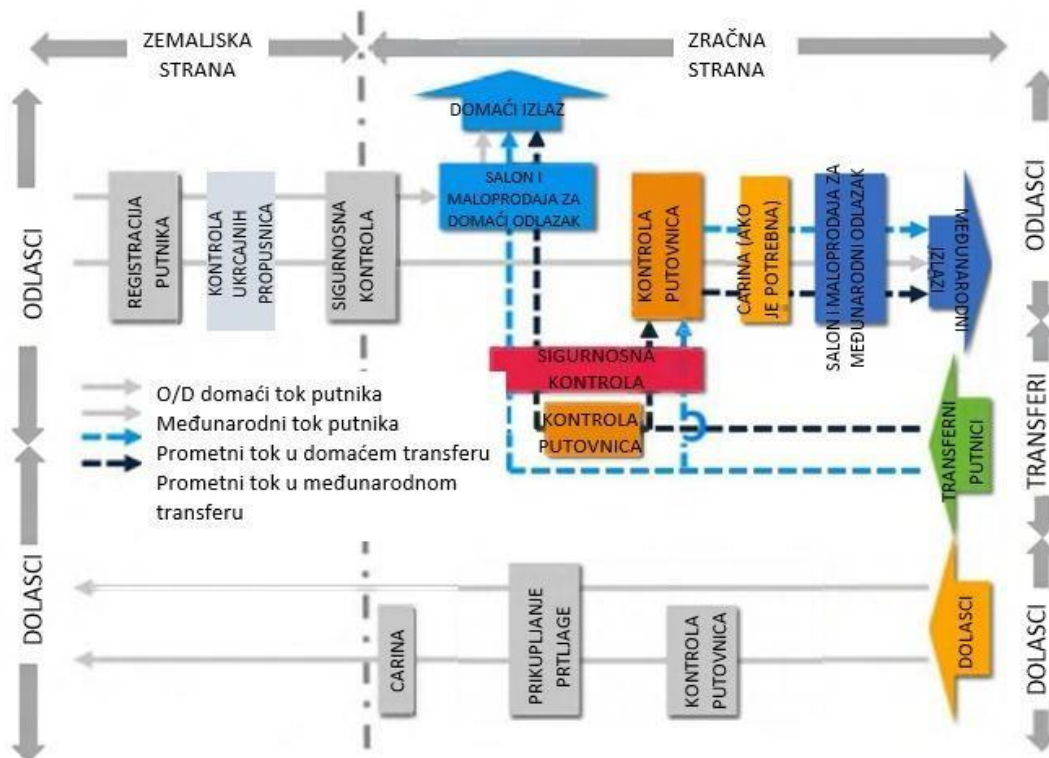 ZEMALJSKA
STRANA
ZRAČNA
STRANA
ODLASCI
DOMAĆI IZLAZ
SALON I
MALOPRODAJA ZA
DOMAĆI ODLAZAK
REGISTRACIJA
PUTNIKA
KONTROLA
UKRCAJNIH
PROPUSNICA
SIGURNOSNA
KONTROLA
KONTROLA
PUTOVNICA
CARINA (AKO
JE POTREBNA)
SALON I MALOPRODAJA ZA
MEĐUNARODNI ODLAZAK
MEĐUNARODNI
IZLAZI
ODLASCI
SIGURNOSNA
KONTROLA
KONTROLA
PUTOVNICA
TRANSFERNI
PUTNICI
TRANSFERI
O/D domaći tok putnika
Međunarodni tok putnika
Prometni tok u domaćem transferu
Prometni tok u međunarodnom
transferu
DOLASCI
CARINA
PRIKUPLJANJE
PRTLJAGE
KONTROLA
PUTOVNICA
DOLASCI
DOLASCI